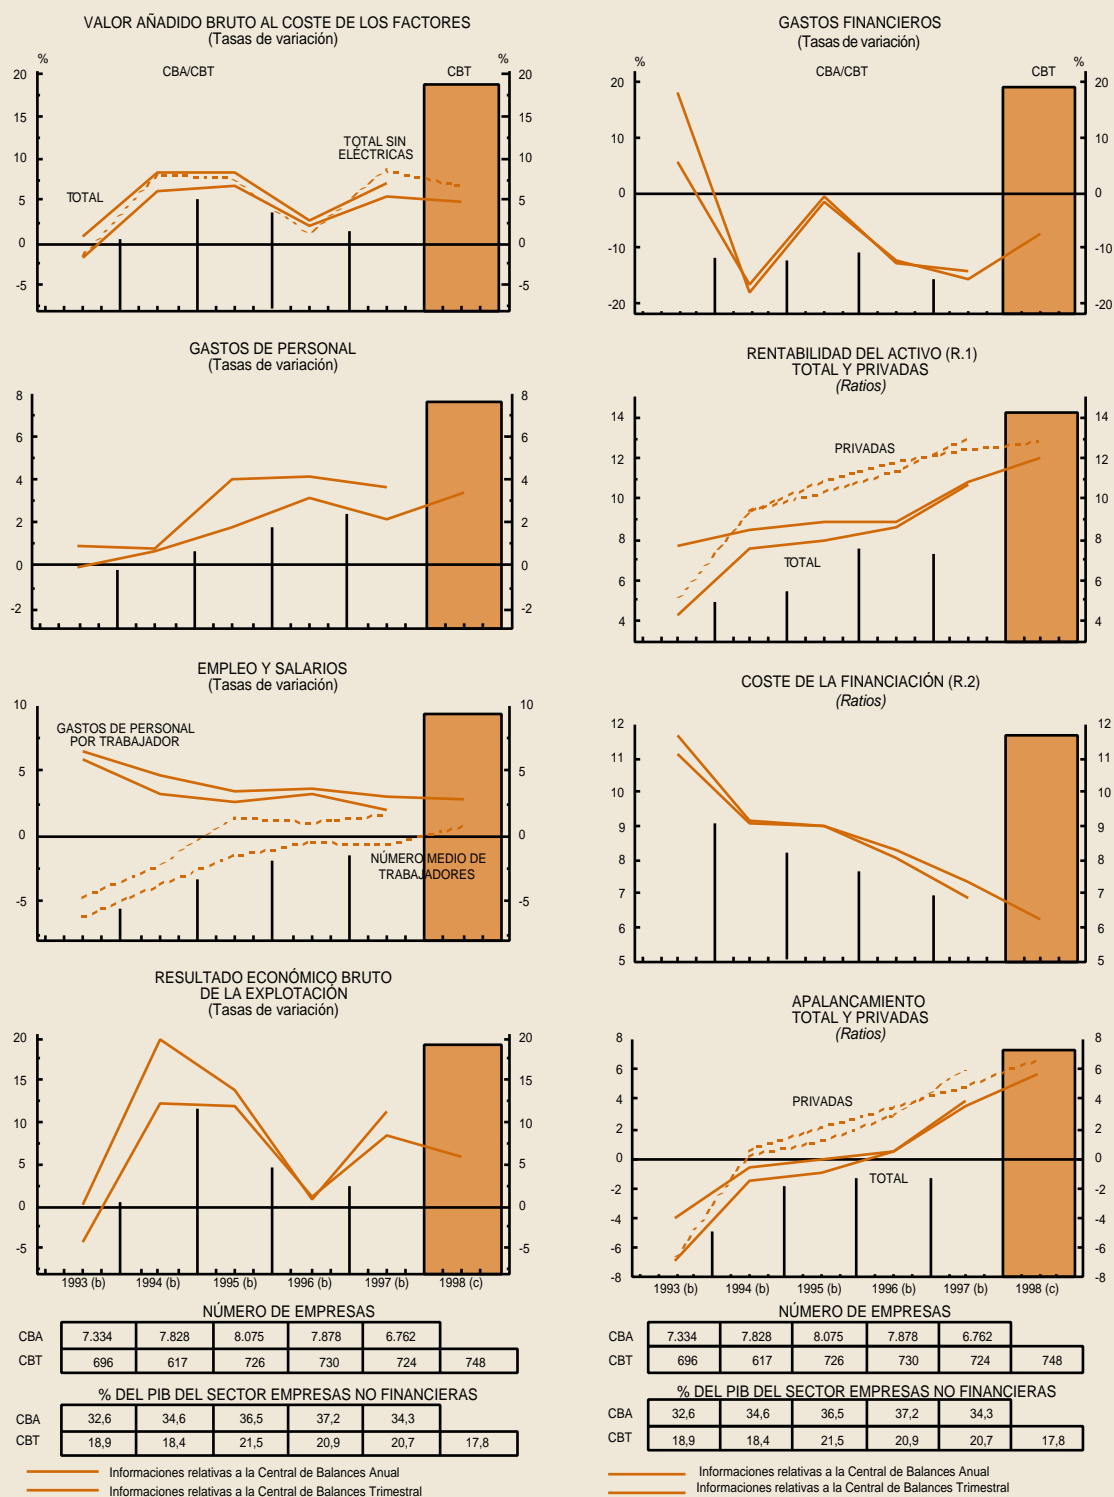 VALOR AÑADIDO BRUTO AL COSTE DE LOS FACTORES
(Tasas de variación)
% %
CBA/CBT CBT
20 20
15 15
10 10
5 5
0 0
-5 -5
TOTAL SIN
ELÉCTRICAS
TOTAL
GASTOS DE PERSONAL
(Tasas de variación)
8 8
6 6
4 4
2 2
0 0
-2 -2
EMPLEO Y SALARIOS
(Tasas de variación)
10 10
5 5
0 0
-5 -5
GASTOS DE PERSONAL
POR TRABAJADOR
NÚMERO MEDIO DE
TRABAJADORES
RESULTADO ECONÓMICO BRUTO
DE LA EXPLOTACIÓN
(Tasas de variación)
20 20
15 15
10 10
5 5
0 0
-5 -5
1993 (b) 1994 (b) 1995 (b) 1996 (b) 1997 (b) 1998 (c)
NÚMERO DE EMPRESAS
CBA 7.334 7.828 8.075 7.878 6.762
CBT 696 617 726 730 724 748
% DEL PIB DEL SECTOR EMPRESAS NO FINANCIERAS
CBA 32,6 34,6 36,5 37,2 34,3
CBT 18,9 18,4 21,5 20,9 20,7 17,8
Informaciones relativas a la Central de Balances Anual
Informaciones relativas a la Central de Balances Trimestral
GASTOS FINANCIEROS
(Tasas de variación)
% %
CBA/CBT CBT
20 20
10 10
0 0
-10 -10
-20 -20
RENTABILIDAD DEL ACTIVO (R.1)
TOTAL Y PRIVADAS
(Ratios)
14 14
12 12
10 10
8 8
6 6
4 4
PRIVADAS
TOTAL
COSTE DE LA FINANCIACIÓN (R.2)
(Ratios)
12 12
11 11
10 10
9 9
8 8
7 7
6 6
5 5
APALANCAMIENTO
TOTAL Y PRIVADAS
(Ratios)
8 8
6 6
4 4
2 2
0 0
-2 -2
-4 -4
-6 -6
-8 -8
PRIVADAS
TOTAL
1993 (b) 1994 (b) 1995 (b) 1996 (b) 1997 (b) 1998 (c)
NÚMERO DE EMPRESAS
CBA 7.334 7.828 8.075 7.878 6.762
CBT 696 617 726 730 724 748
% DEL PIB DEL SECTOR EMPRESAS NO FINANCIERAS
CBA 32,6 34,6 36,5 37,2 34,3
CBT 18,9 18,4 21,5 20,9 20,7 17,8
Informaciones relativas a la Central de Balances Anual
Informaciones relativas a la Central de Balances Trimestral